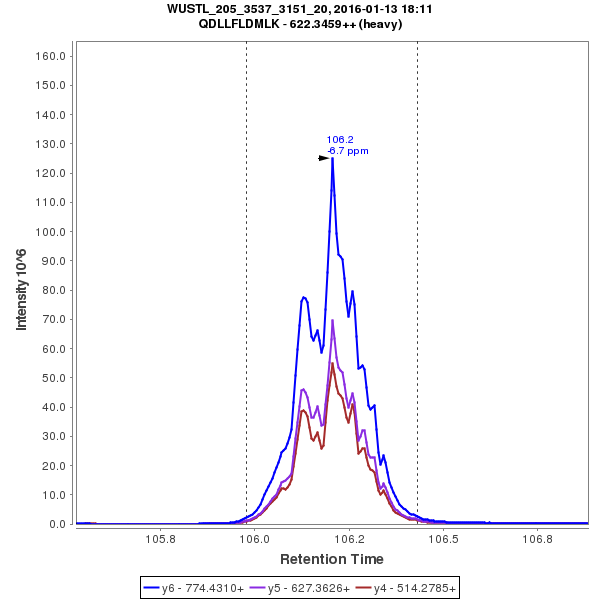 WUSTL_205_3537_3151_20, 2016-01-13 18:11
QDLLFLDMLK - 622.3459++ (heavy)
160.0
150.0
140.0
130.0
120.0
110.0
100.0
90.0
80.0
70.0
60.0
50.0
40.0
30.0
20.0
10.0
0.0
Intensity 10^6
106.2
-6.7 ppm
105.8
106.0
106.2
106.5
106.8
Retention Time
y6 - 774.4310+
y5 - 627.3626+
y4 - 514.2785+